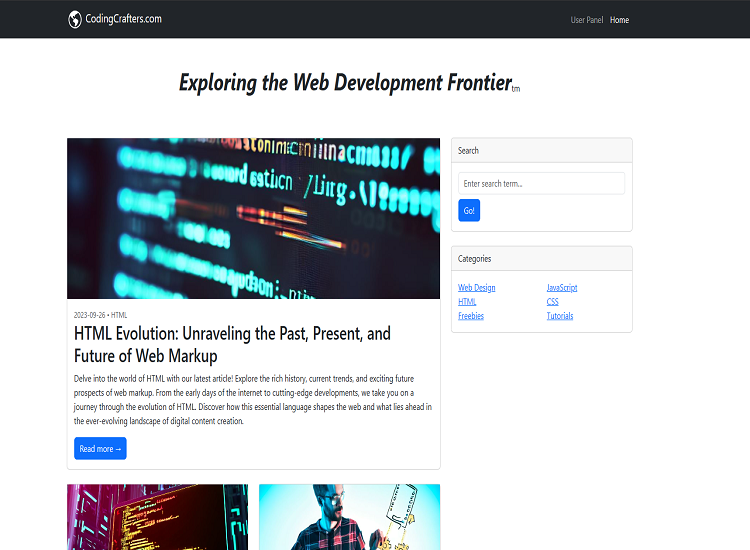 CodingCrafters.com
User Panel Home
Exploring the Web Development Frontier tm
Search
Enter search term...
Go!
Categories
Web Design JavaScript
HTML CSS
Freebies Tutorials
2023-09-26 • HTML
HTML Evolution: Unraveling the Past, Present, and
Future of Web Markup
Delve into the world of HTML with our latest article! Explore the rich history, current trends, and exciting future
prospects of web markup. From the early days of the internet to cutting-edge developments, we take you on a
journey through the evolution of HTML. Discover how this essential language shapes the web and what lies ahead in
the ever-evolving landscape of digital content creation.
Read more →